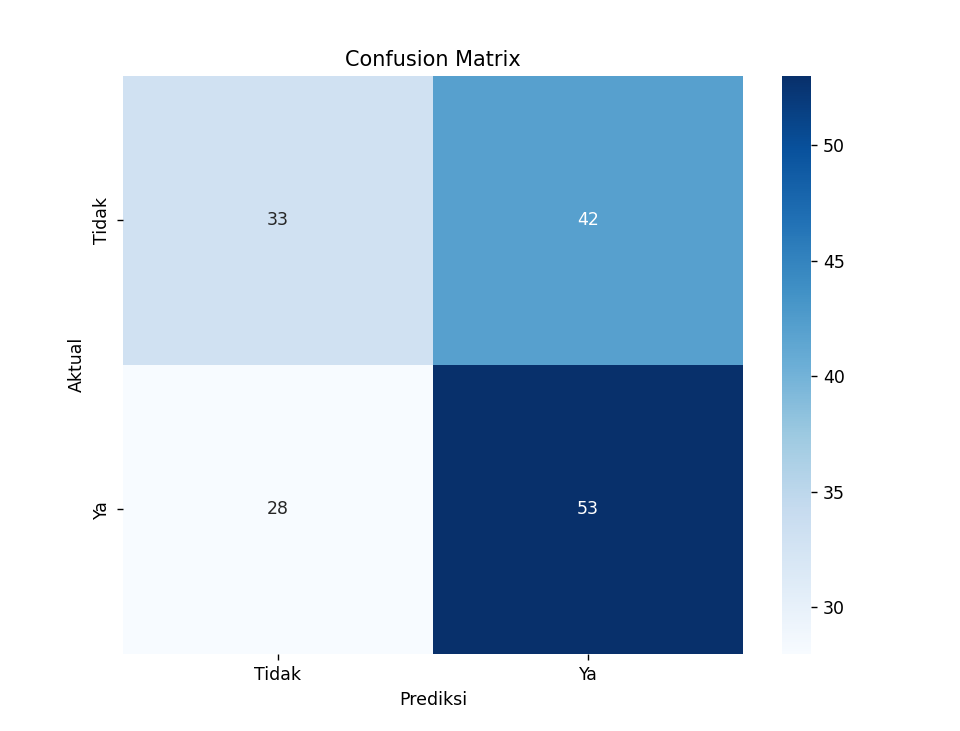 Confusion Matrix
Tidak
33
42
Aktual
Ya
28
53
Tidak
Ya
Prediksi
50
45
40
35
30